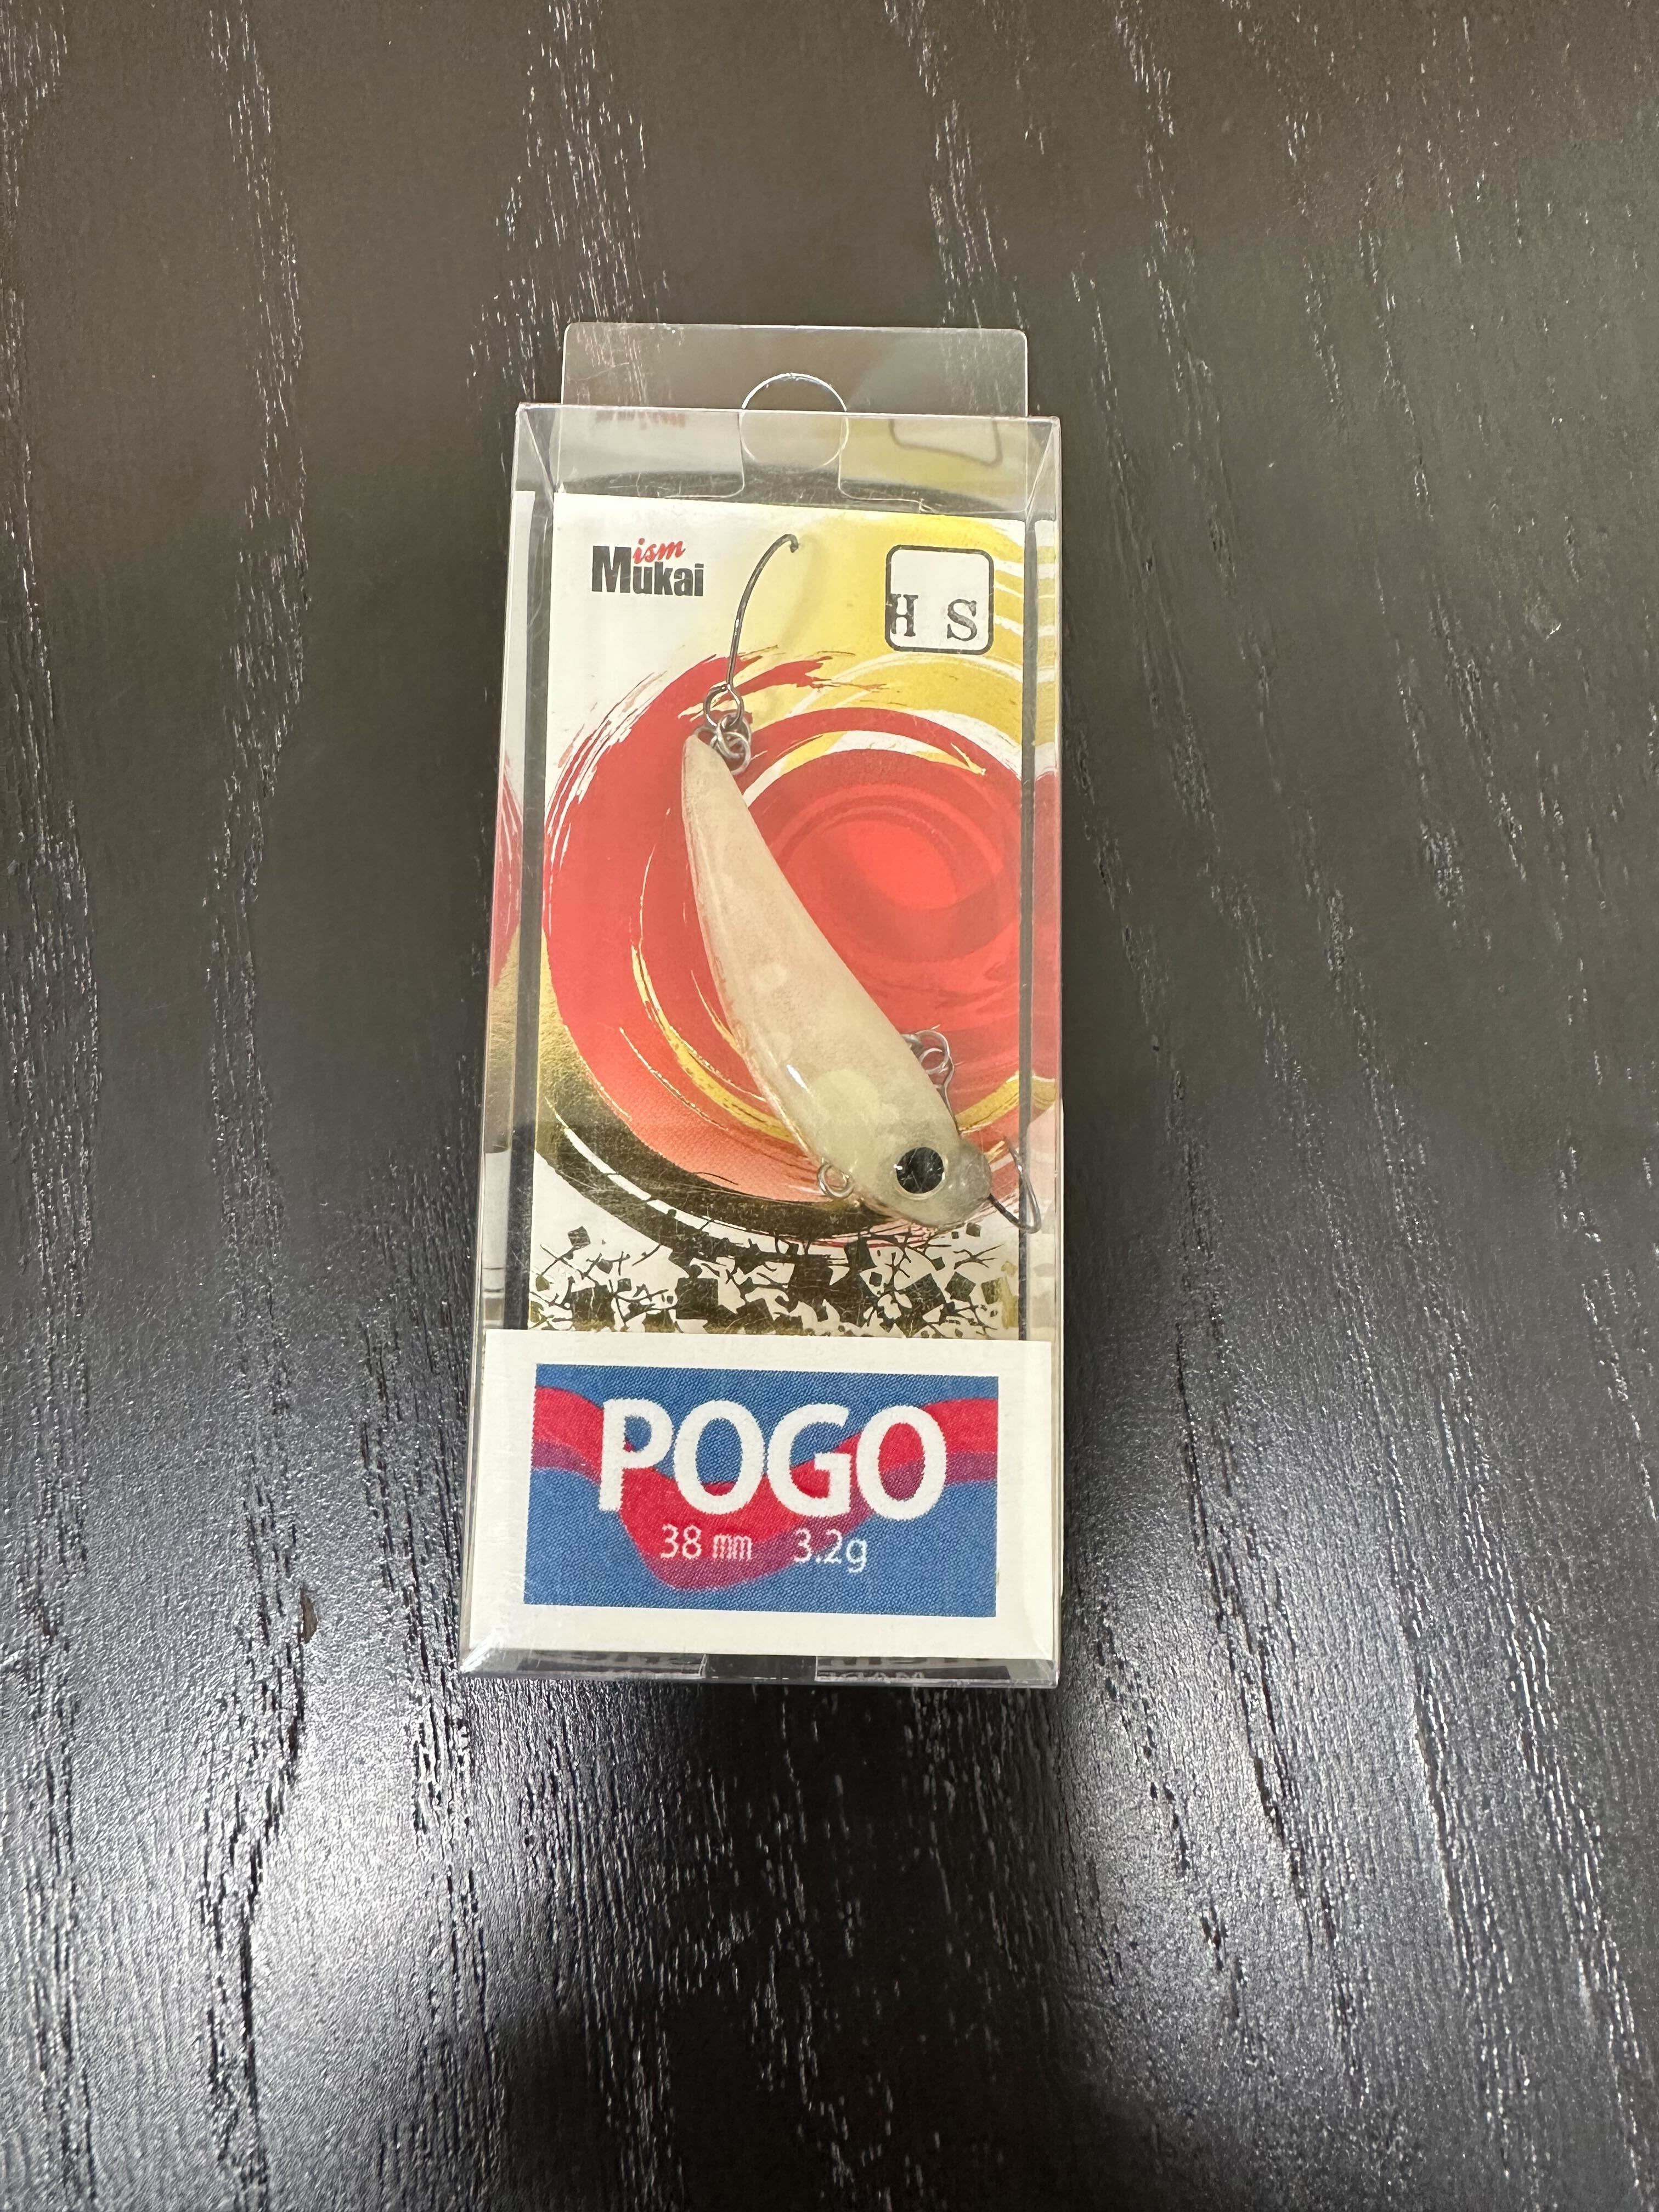 Mukai
ism
H S
POGO
38 mm 3.2g